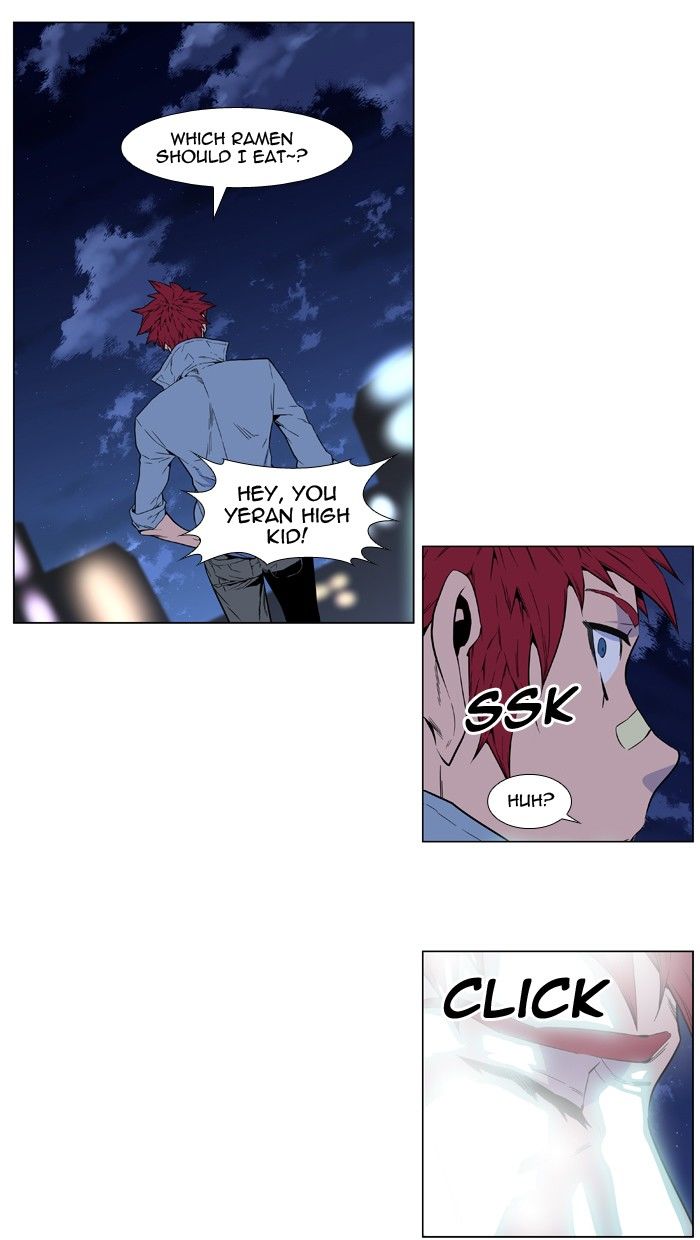 WHICH RAMEN
SHOULD I EAT~?
HEY, YOU
YERAN HIGH
KID!
SSK
HUH?
CLICK